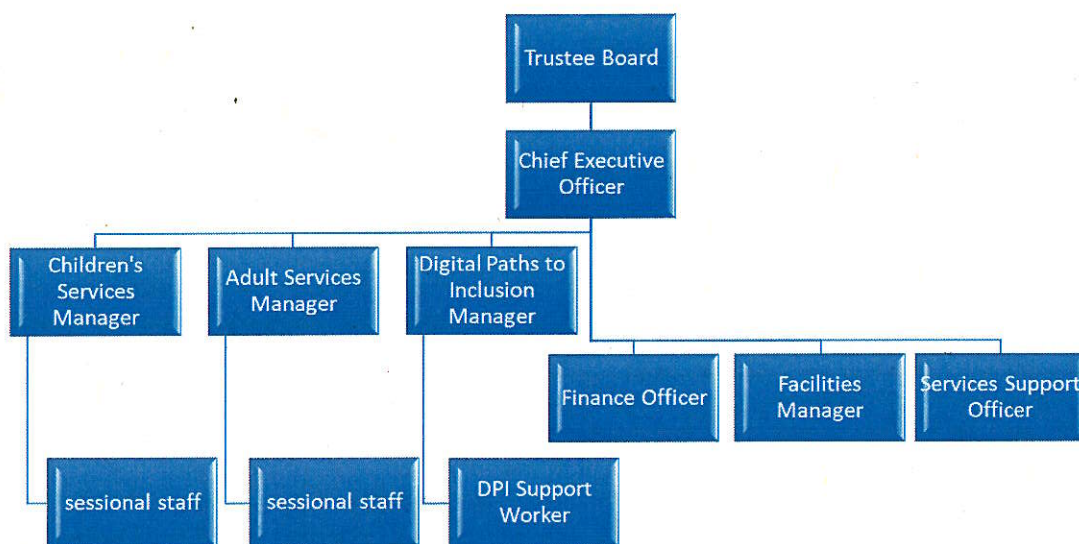 Trustee Board
Chief Executive
Officer
Children's
Services
Manager
Adult Services
Manager
Digital Paths to
Inclusion
Manager
Finance Officer
Facilities
Manager
Services Support
Officer
sessional staff
sessional staff
DPI Support
Worker